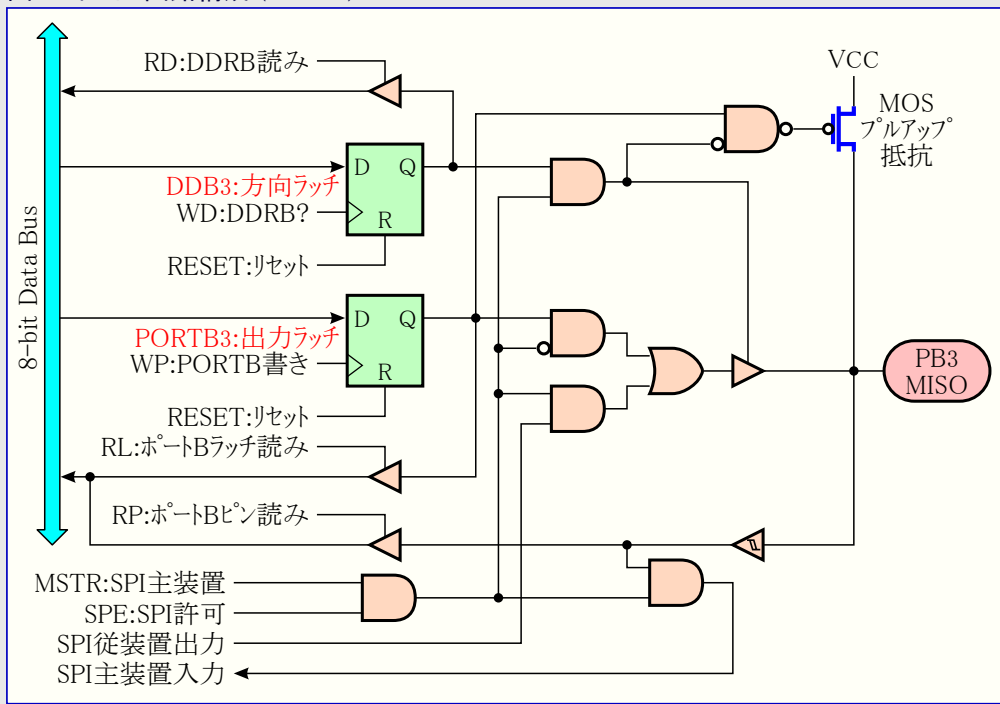 RD:DDRB読み
VCC
MOS
プルアップ
抵抗
D Q
DDB3:方向ラッチ
WD:DDRB?
R
RESET:リセット
8-bit Data Bus
D Q
PORTB3:出力ラッチ
WP:PORTB書き
R
RESET:リセット
PB3
MISO
RL:ポートBラッチ読み
RP:ポートBピン読み
MSTR:SPI主装置
SPE:SPI許可
SPI従装置出力
SPI主装置入力